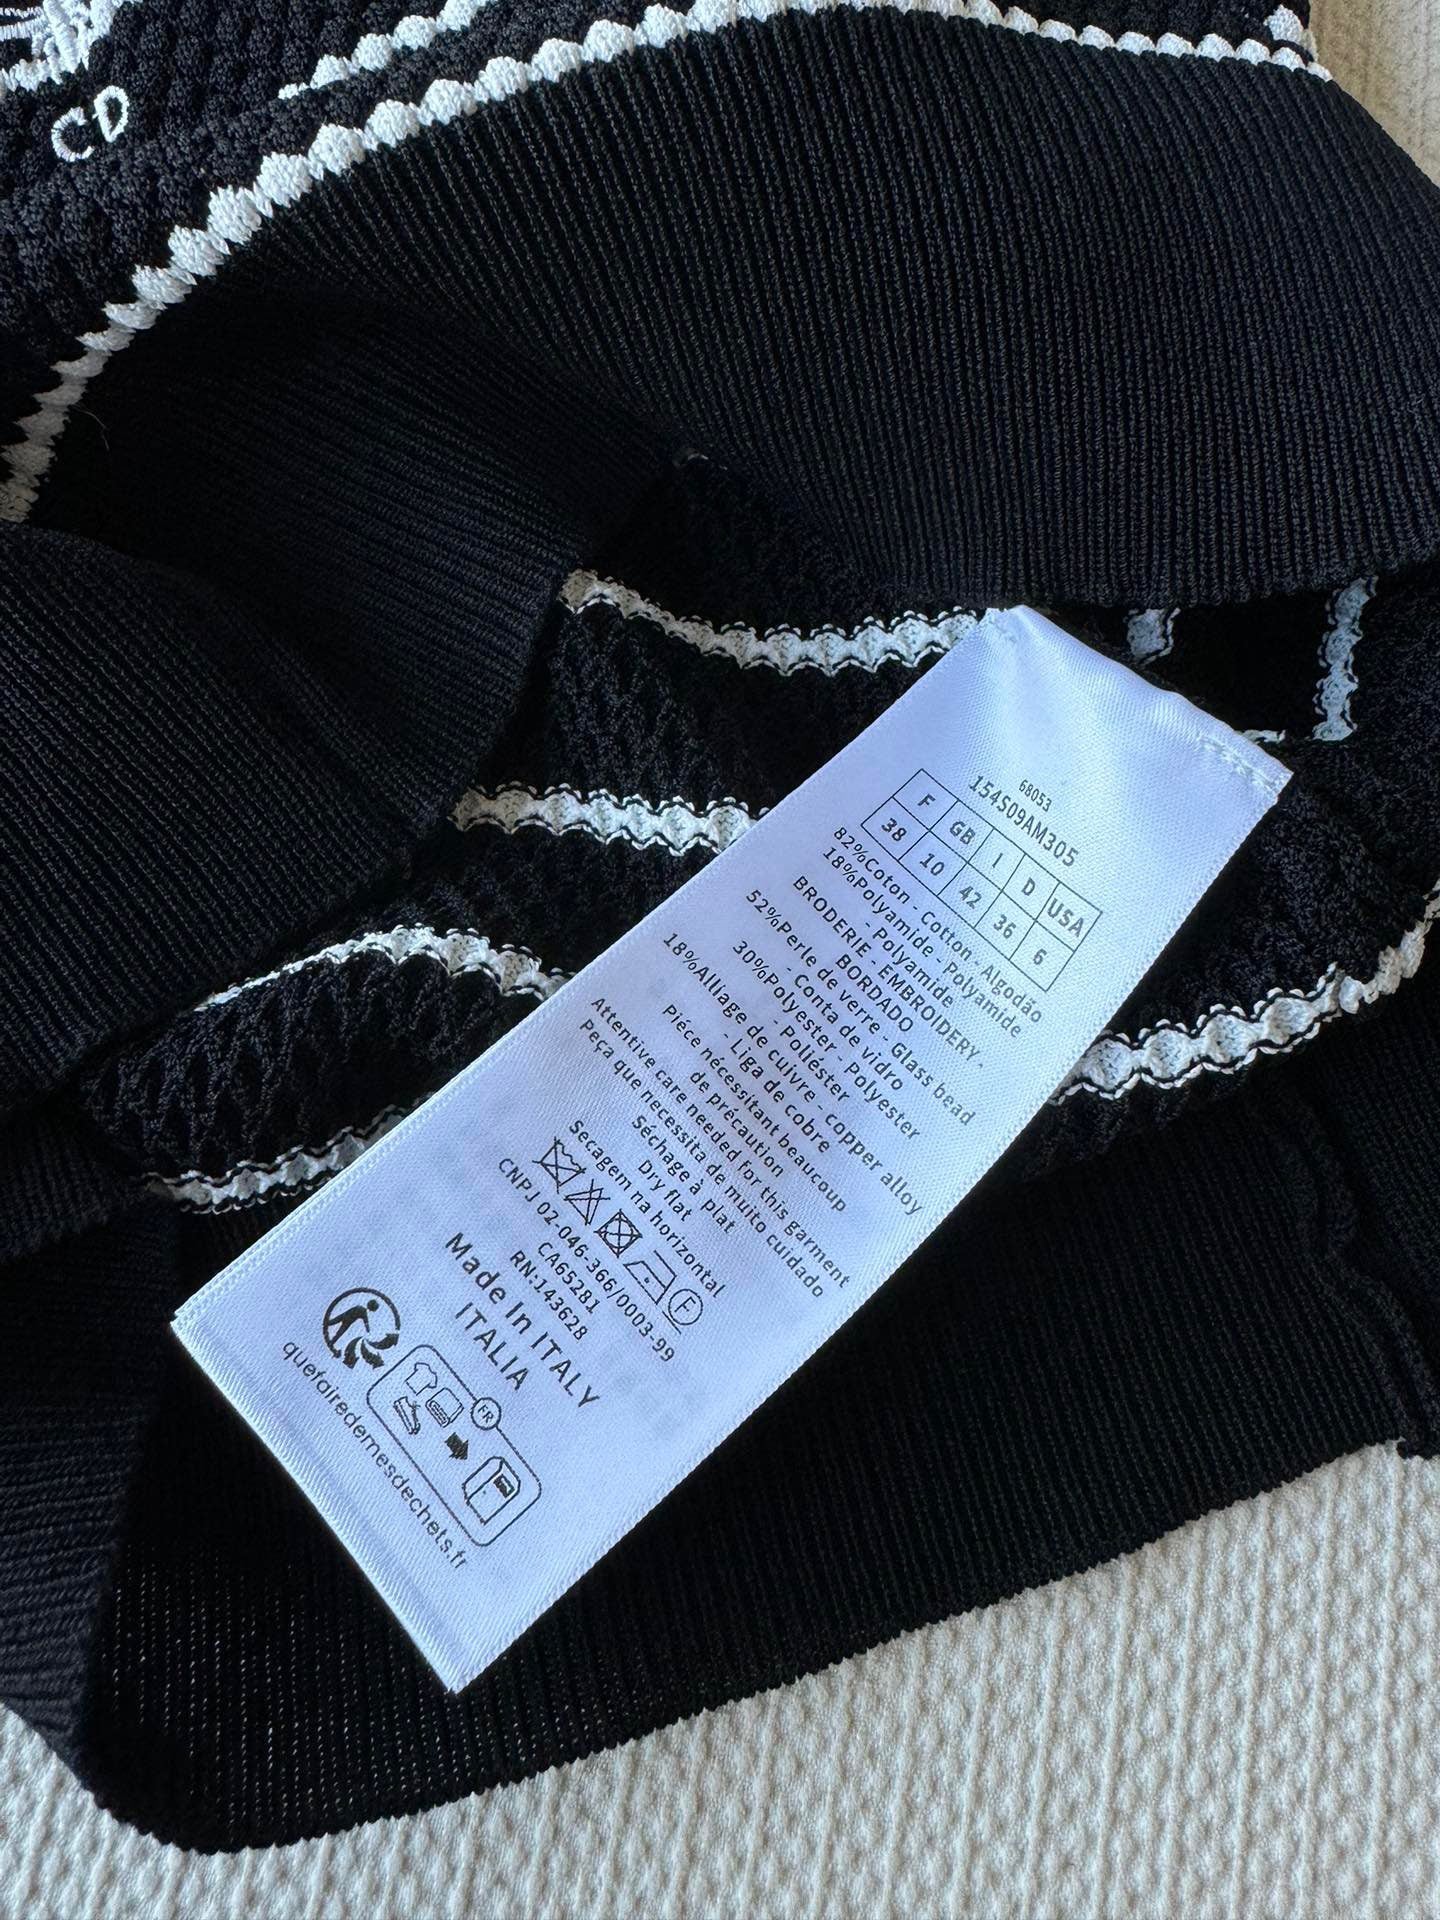 CD
68053
154S09AM305
F GB I D USA
38 10 42 36 6
82%Coton - Cotton - Algodão
18%Polyamide - Polyamide
- Polyamide
BRODERIE - EMBROIDERY -
BORDADO
52%Perle de verre - Glass bead
- Conta de vidro
30%Polyester - Polyester
- Poliéster
18%Alliage de cuivre - copper alloy
- Liga de cobre
Piéce nécessitant beaucoup
de précaution
Attentive care needed for this garment
Peça que necessita de muito cuidado
Séchage à plat
Dry flat
Secagem na horizontal
F
CNPJ 02-046-366/0003-99
CA65281
RN:143628
Made In ITALY
ITALIA
FR
quefairedemesdechets.fr